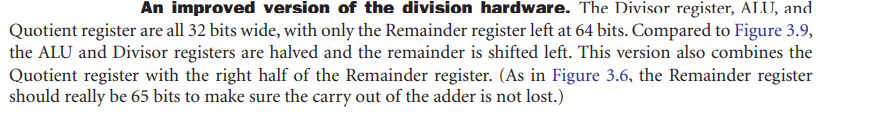 An improved version of the division hardware. The Divisor register, ALU, and
Quotient register are all 32 bits wide, with only the Remainder register left at 64 bits. Compared to Figure 3.9,
the ALU and Divisor registers are halved and the remainder is shifted left. This version also combines the
Quotient register with the right half of the Remainder register. (As in Figure 3.6, the Remainder register
should really be 65 bits to make sure the carry out of the adder is not lost.)